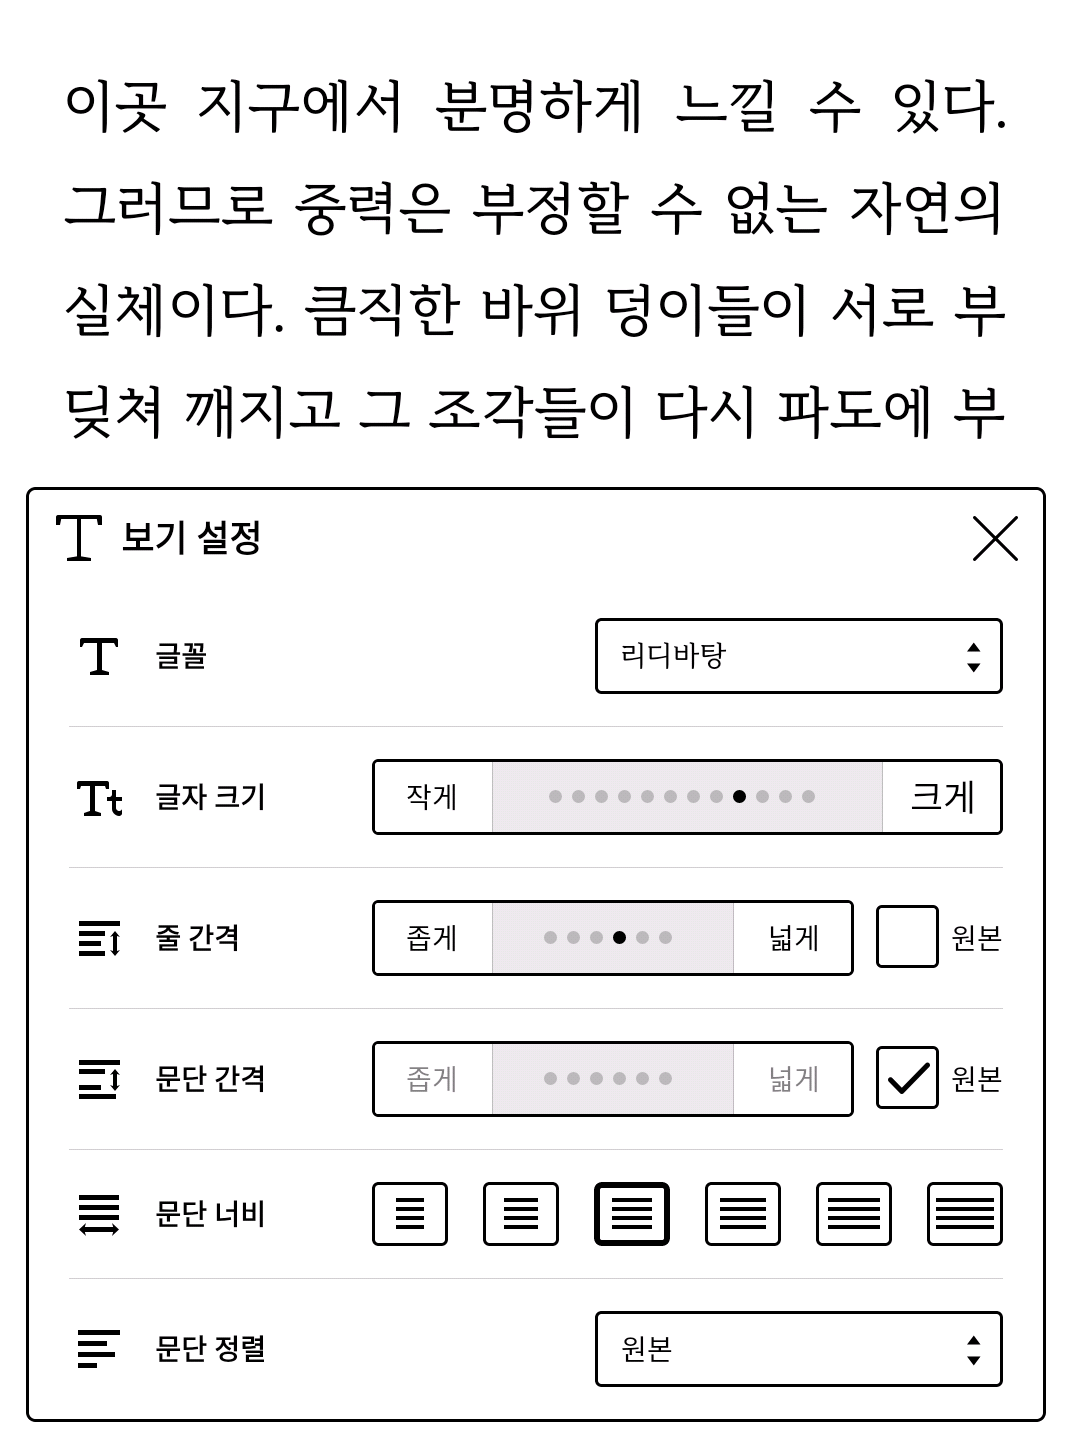 이곳 지구에서 분명하게 느낄 수 있다.
그러므로 중력은 부정할 수 없는 자연의
실체이다. 큼직한 바위 덩이들이 서로 부
딪쳐 깨지고 그 조각들이 다시 파도에 부
보기 설정
글꼴 리디바탕
글자 크기 작게 크게
줄 간격 좁게 넓게 원본
문단 간격 좁게 넓게 원본
문단 너비
문단 정렬 원본